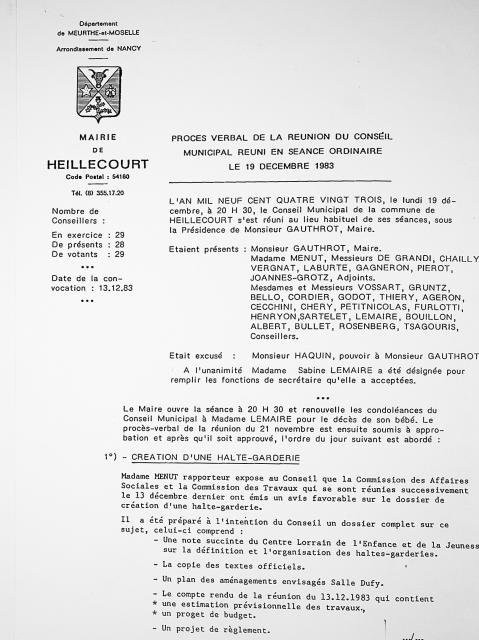 Département
de MEURTHE-et-MOSELLE
Arrondissement de NANCY
MAIRIE
DE
HEILLECOURT
Code Postal : 54180
Tél. (8) 355.17.20
Nombre de
Conseillers :
En exercice : 29
De présents : 28
De votants : 29
***
Date de la con-
vocation : 13.12.83
***
PROCES VERBAL DE LA REUNION DU CONSEIL
MUNICIPAL REUNI EN SEANCE ORDINAIRE
LE 19 DECEMBRE 1983
L'AN MIL NEUF CENT QUATRE VINGT TROIS, le lundi 19 dé-
cembre, à 20 H 30, le Conseil Municipal de la commune de
HEILLECOURT s'est réuni au lieu habituel de ses séances, sous
la Présidence de Monsieur GAUTHROT, Maire.
Etaient présents : Monsieur GAUTHROT, Maire.
Madame MENUT, Messieurs DE GRANDI, CHAILLY
VERGNAT, LABURTE, GAGNERON, PIEROT,
JOANNES-GROTZ, Adjoints.
Mesdames et Messieurs VOSSART, GRUNTZ,
BELLO, CORDIER, GODOT, THIERY, AGERON,
CECCHINI, CHERY, PETITNICOLAS, FURLOTTI,
HENRYON,SARTELET, LEMAIRE, BOUILLON,
ALBERT, BULLET, ROSENBERG, TSAGOURIS,
Conseillers.
Etait excusé : Monsieur HAQUIN, pouvoir à Monsieur GAUTHROT
A l'unanimité Madame Sabine LEMAIRE a été désignée pour
remplir les fonctions de secrétaire qu'elle a acceptées.
***
Le Maire ouvre la séance à 20 H 30 et renouvelle les condoléances du
Conseil Municipal à Madame LEMAIRE pour le décès de son bébé. Le
procès-verbal de la réunion du 21 novembre est ensuite soumis à appro-
bation et après qu'il soit approuvé, l'ordre du jour suivant est abordé :
1°) - CREATION D'UNE HALTE-GARDERIE
Madame MENUT rapporteur expose au Conseil que la Commission des Affaires
Sociales et la Commission des Travaux qui se sont réunies successivement
le 13 décembre dernier ont émis un avis favorable sur le dossier de
création d'une halte-garderie.
Il a été préparé à l'intention du Conseil un dossier complet sur ce
sujet, celui-ci comprend :
- Une note succinte du Centre Lorrain de l'Enfance et de la Jeunesse
sur la définition et l'organisation des haltes-garderies.
- La copie des textes officiels.
- Un plan des aménagements envisagés Salle Dufy.
- Le compte rendu de la réunion du 13.12.1983 qui contient
* une estimation prévisionnelle des travaux.,
* un proget de budget.
- Un projet de règlement.
.../...